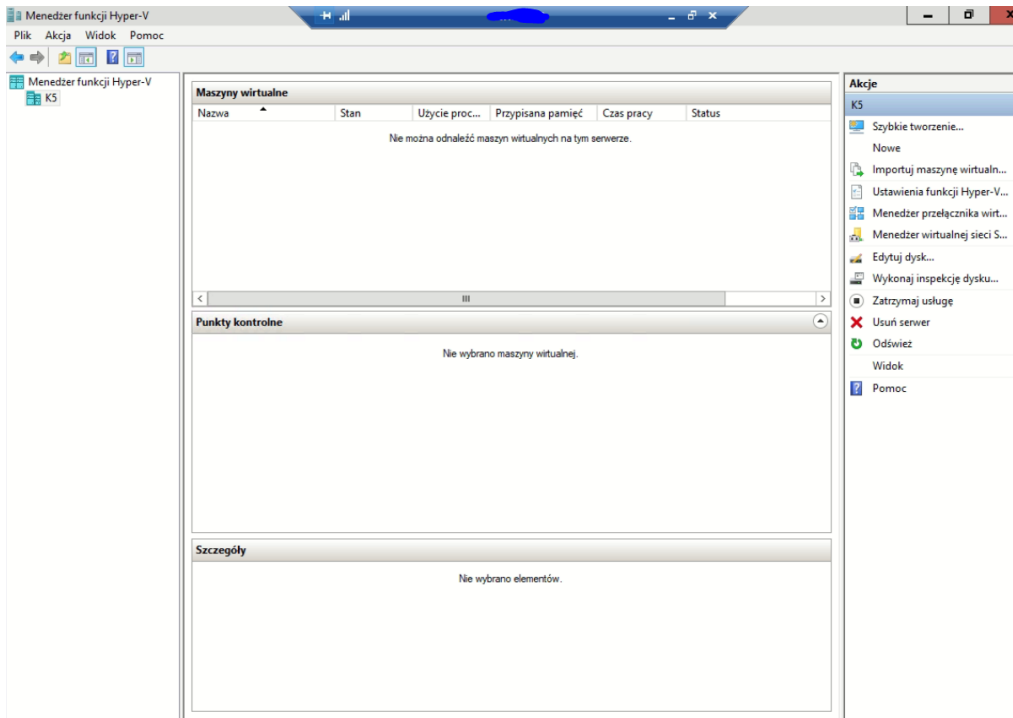 Menedżer funkcji Hyper-V
Plik Akcja Widok Pomoc
Menedżer funkcji Hyper-V
K5
Maszyny wirtualne
Nazwa Stan Użycie proc... Przypisana pamięć Czas pracy Status
Nie można odnaleźć maszyn wirtualnych na tym serwerze.
Punkty kontrolne
Nie wybrano maszyny wirtualnej.
Szczegóły
Nie wybrano elementów.
Akcje
K5
Szybkie tworzenie...
Nowe
Importuj maszynę wirtualn...
Ustawienia funkcji Hyper-V...
Menedżer przełącznika wirt...
Menedżer wirtualnej sieci S...
Edytuj dysk...
Wykonaj inspekcję dysku...
Zatrzymaj usługę
Usuń serwer
Odśwież
Widok
Pomoc